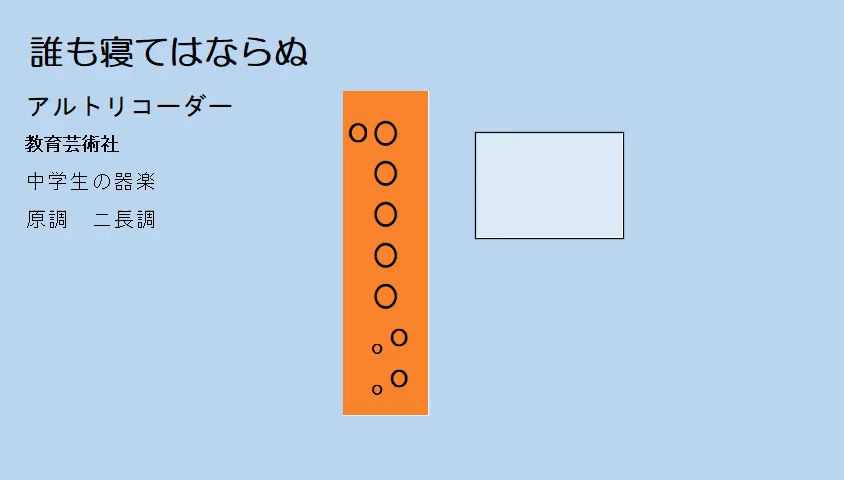 誰も寝てはならぬ
アルトリコーダー
教育芸術社
中学生の器楽
原調　ニ長調